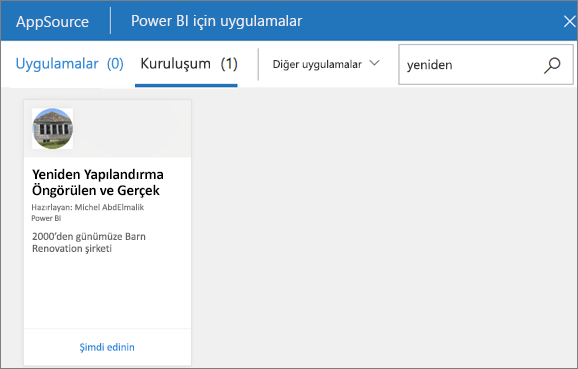 AppSource Power BI için uygulamalar
Uygulamalar (0) Kuruluşum (1) Diğer uygulamalar yeniden
Yeniden Yapılandırma
Öngörülen ve Gerçek
Hazırlayan: Michel AbdElmalik
Power BI
2000’den günümüze Barn
Renovation şirketi
Şimdi edinin